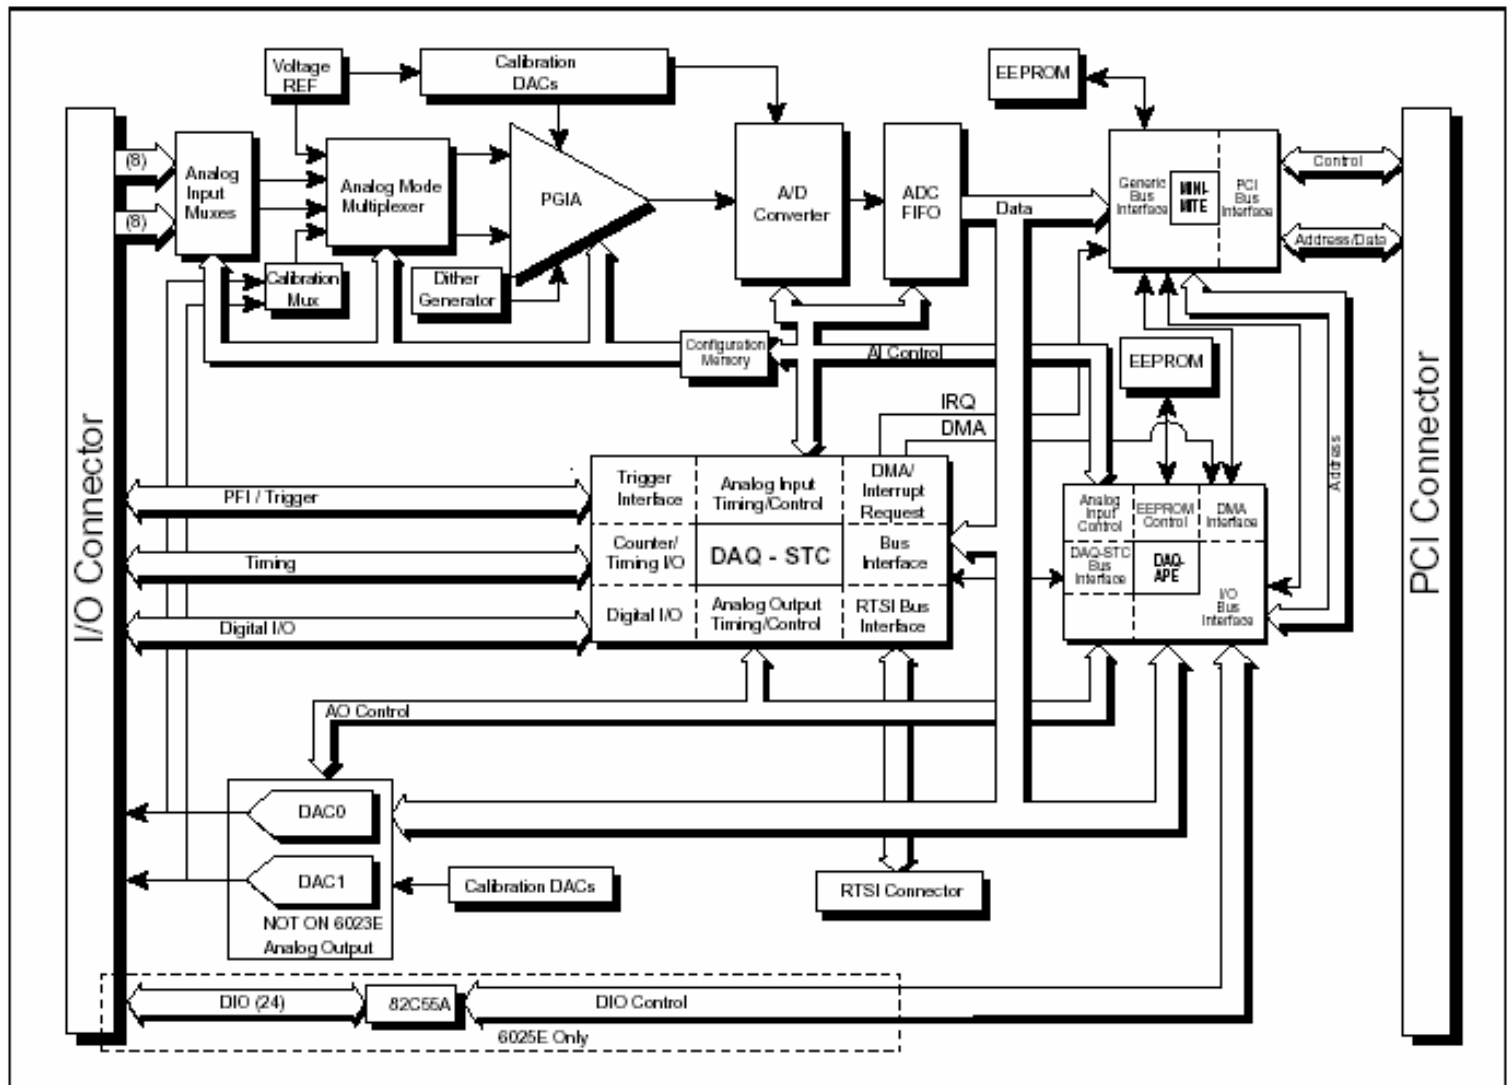 Voltage
REF
Calibration
DACs
EEPROM
(8)
(8)
Analog
Input
Muxes
Analog Mode
Multiplexer
PGIA
A/D
Converter
ADC
FIFO
Data
Generic
Bus
Interface
MINI-
MITE
PCI
Bus
Interface
Control
Address/Data
Calibration
Mux
Dither
Generator
Configuration
Memory
AI Control
EEPROM
IRQ
DMA
Address
I/O Connector
PCI Connector
PFI / Trigger
Timing
Digital I/O
Trigger
Interface
Analog Input
Timing/Control
DMA/
Interrupt
Request
Counter/
Timing I/O
DAQ - STC
Bus
Interface
Digital I/O
Analog Output
Timing/Control
RTSI Bus
Interface
Analog
Input
Control
EEPROM
Control
DMA
Interface
DAQ-STC
Bus
Interface
DAQ-
APE
I/O
Bus
Interface
AO Control
DAC0
DAC1
NOT ON 6023E
Analog Output
Calibration DACs
RTSI Connector
DIO (24)
82C55A
DIO Control
6025E Only